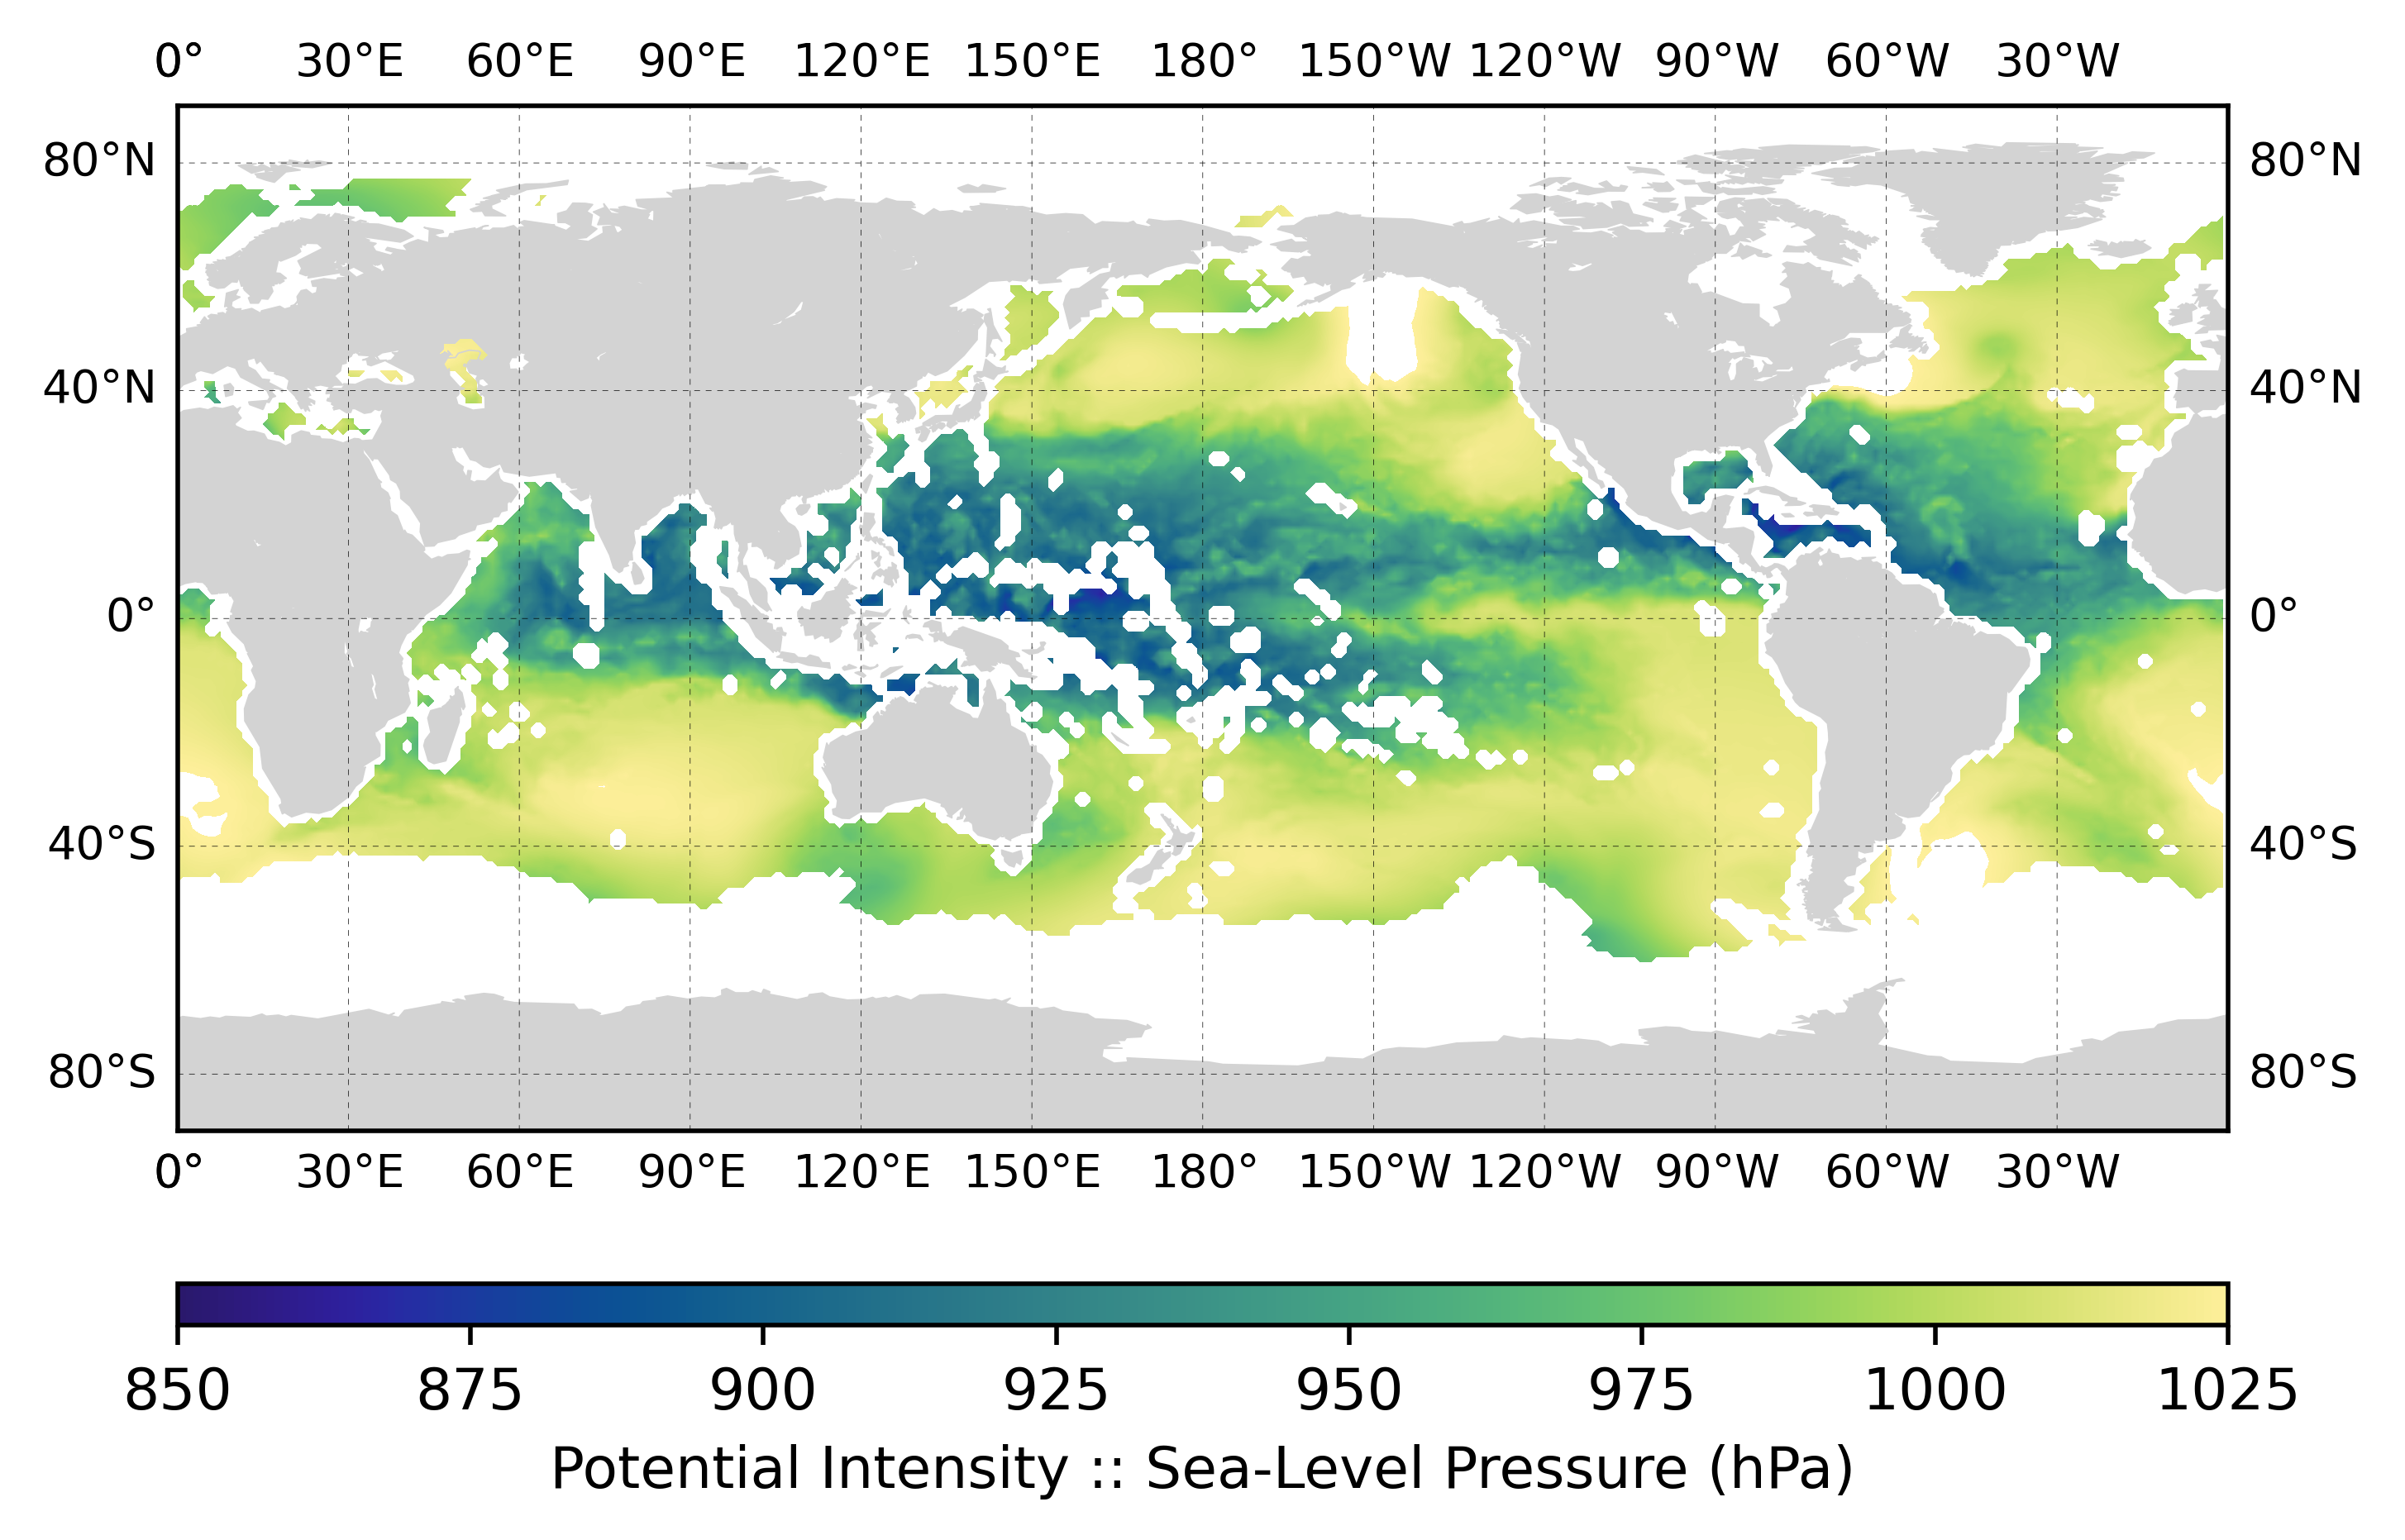 0° 30°E 60°E 90°E 120°E 150°E 180° 150°W 120°W 90°W 60°W 30°W
80°N 80°N
40°N 40°N
0° 0°
40°S 40°S
80°S 80°S
0° 30°E 60°E 90°E 120°E 150°E 180° 150°W 120°W 90°W 60°W 30°W
850 875 900 925 950 975 1000 1025
Potential Intensity :: Sea-Level Pressure (hPa)